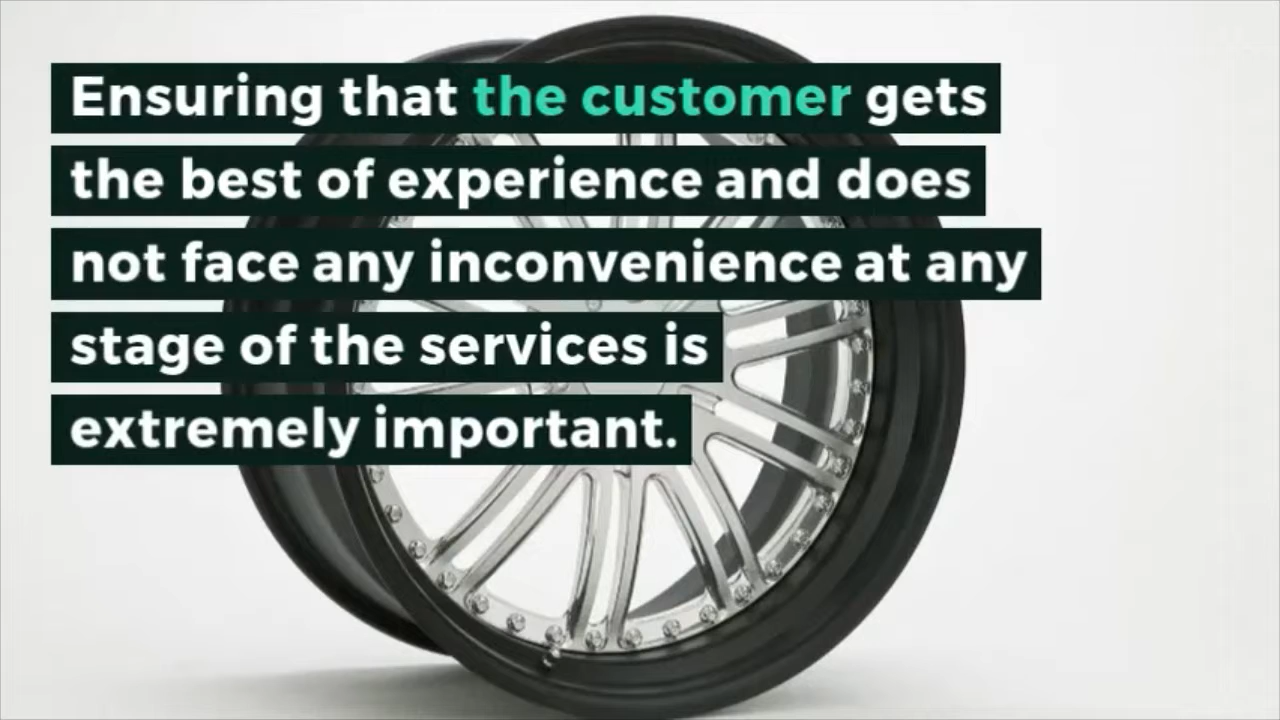 Ensuring that the customer gets
the best of experience and does
not face any inconvenience at any
stage of the services is
extremely important.